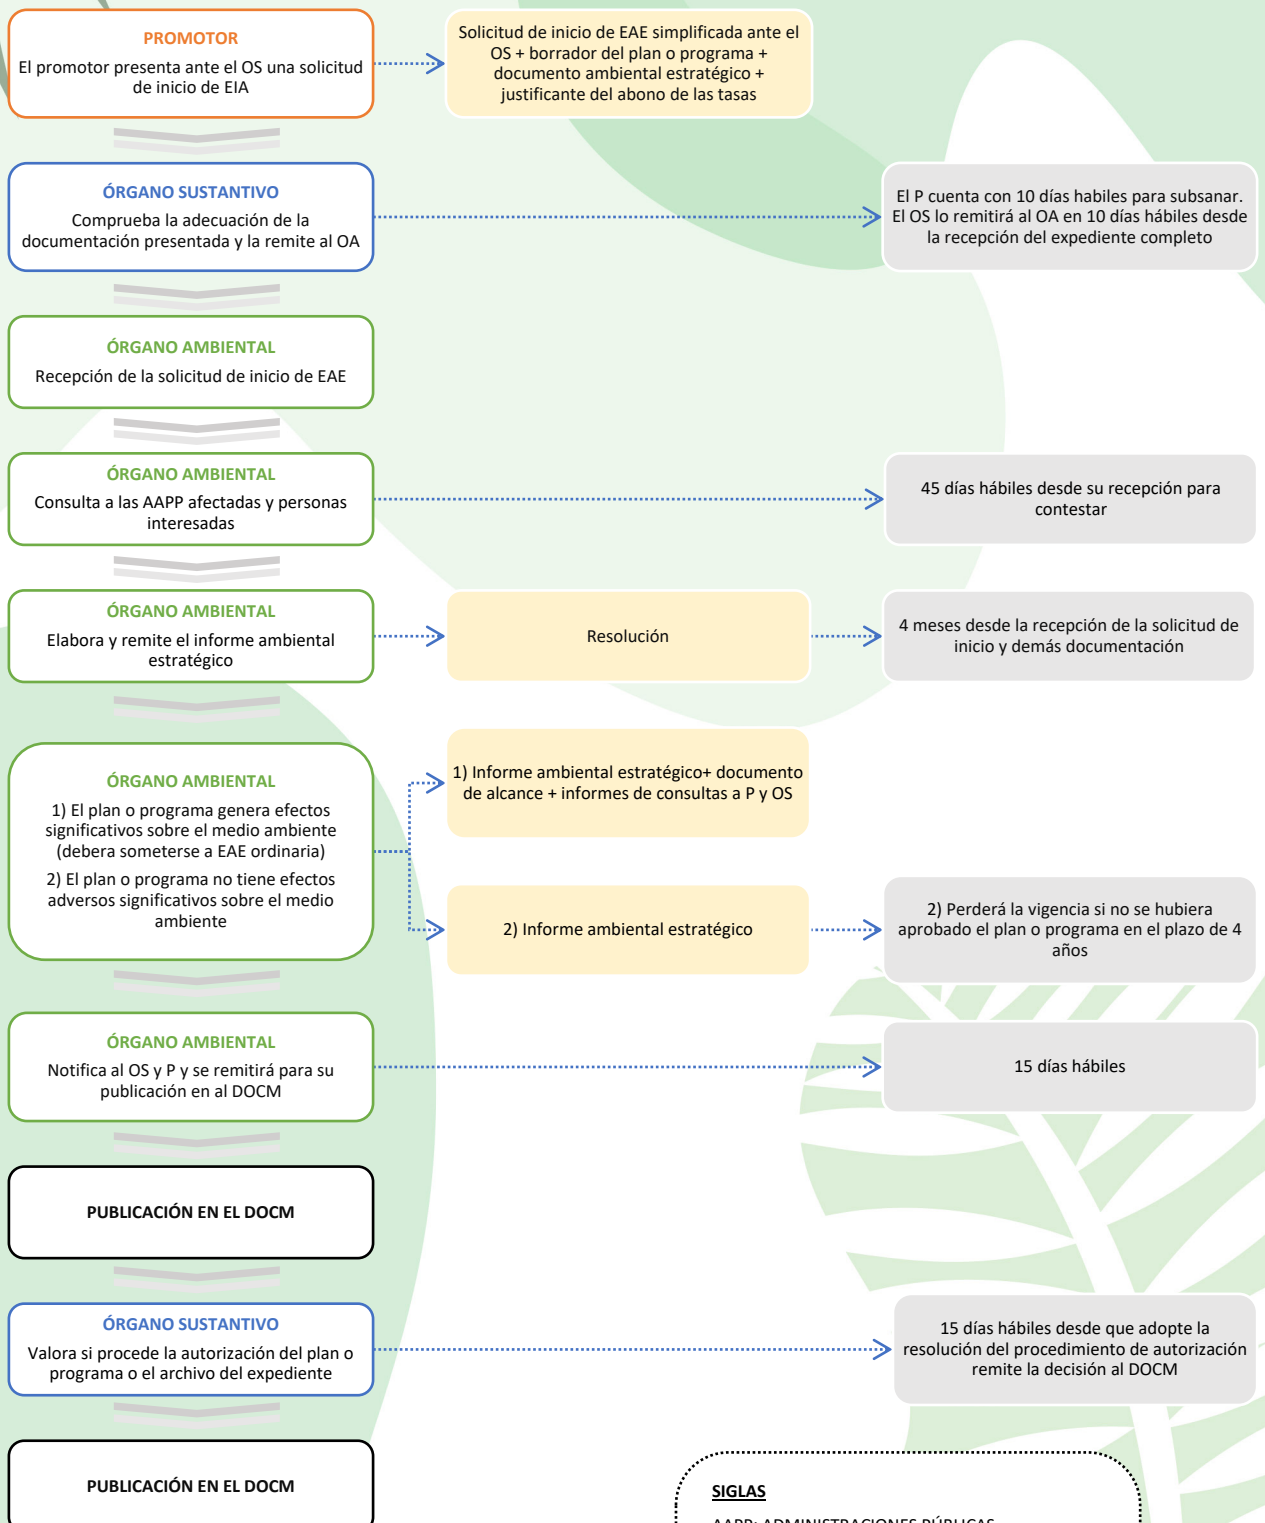 PROMOTOR
El promotor presenta ante el OS una solicitud
de inicio de EIA
Solicitud de inicio de EAE simplificada ante el
OS + borrador del plan o programa +
documento ambiental estratégico +
justificante del abono de las tasas
ÓRGANO SUSTANTIVO
Comprueba la adecuación de la
documentación presentada y la remite al OA
El P cuenta con 10 días habiles para subsanar.
El OS lo remitirá al OA en 10 días hábiles desde
la recepción del expediente completo
ÓRGANO AMBIENTAL
Recepción de la solicitud de inicio de EAE
ÓRGANO AMBIENTAL
Consulta a las AAPP afectadas y personas
interesadas
45 días hábiles desde su recepción para
contestar
ÓRGANO AMBIENTAL
Elabora y remite el informe ambiental
estratégico
Resolución
4 meses desde la recepción de la solicitud de
inicio y demás documentación
ÓRGANO AMBIENTAL
1) El plan o programa genera efectos
significativos sobre el medio ambiente
(debera someterse a EAE ordinaria)
2) El plan o programa no tiene efectos
adversos significativos sobre el medio
ambiente
1) Informe ambiental estratégico+ documento
de alcance + informes de consultas a P y OS
2) Informe ambiental estratégico
2) Perderá la vigencia si no se hubiera
aprobado el plan o programa en el plazo de 4
años
ÓRGANO AMBIENTAL
Notifica al OS y P y se remitirá para su
publicación en al DOCM
15 días hábiles
PUBLICACIÓN EN EL DOCM
ÓRGANO SUSTANTIVO
Valora si procede la autorización del plan o
programa o el archivo del expediente
15 días hábiles desde que adopte la
resolución del procedimiento de autorización
remite la decisión al DOCM
PUBLICACIÓN EN EL DOCM
SIGLAS
AAPP: ADMINISTRACIONES PÚBLICAS